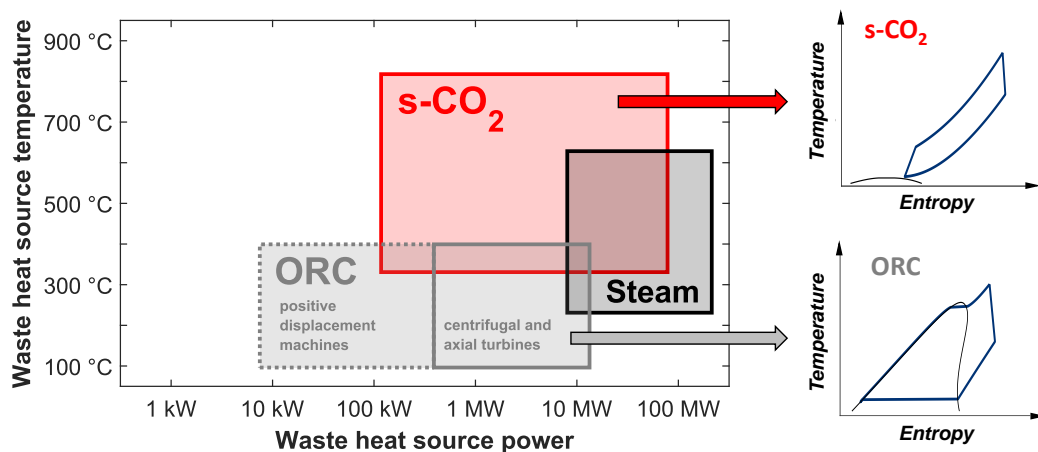 Waste heat source temperature
900 °C
700 °C
500 °C
300 °C
100 °C
s-CO2
ORC
positive
displacement
machines
centrifugal and
axial turbines
Steam
1 kW
10 kW
100 kW
1 MW
10 MW
100 MW
Waste heat source power
s-CO2
Temperature
Entropy
ORC
Temperature
Entropy